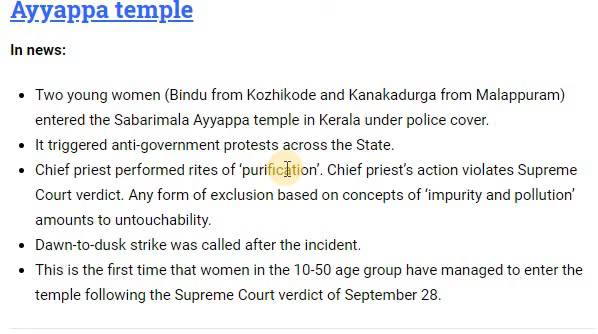 Ayyappa temple
In news:
Two young women (Bindu from Kozhikode and Kanakadurga from Malappuram)
entered the Sabarimala Ayyappa temple in Kerala under police cover.
It triggered anti-government protests across the State.
Chief priest performed rites of ‘purification’. Chief priest’s action violates Supreme
Court verdict. Any form of exclusion based on concepts of ‘impurity and pollution’
amounts to untouchability.
Dawn-to-dusk strike was called after the incident.
This is the first time that women in the 10-50 age group have managed to enter the
temple following the Supreme Court verdict of September 28.